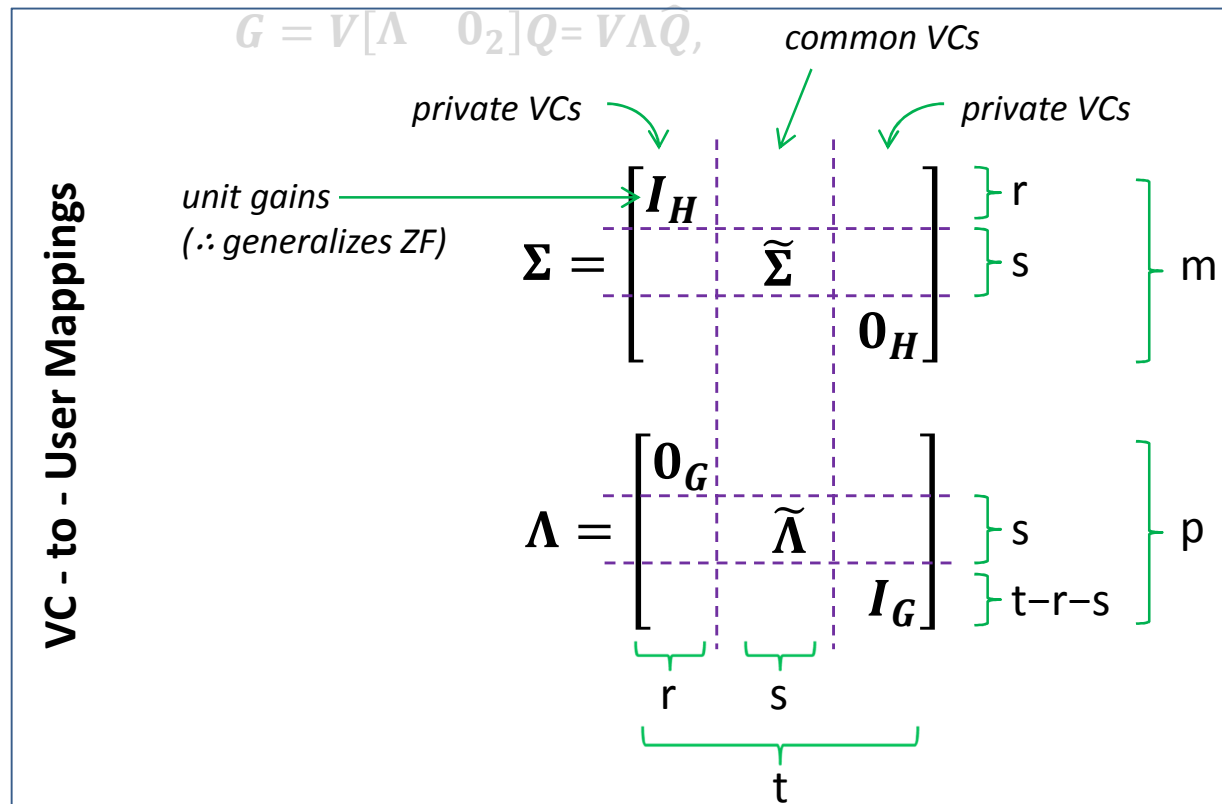 G = V[Λ 0₂]Q = VΛQ̂,
common VCs
private VCs
private VCs
unit gains
(∴ generalizes ZF)
VC - to - User Mappings
Σ =
I_H
Σ̃
0_H
r
s
m
Λ =
0_G
Λ̃
I_G
s
t−r−s
p
r
s
t